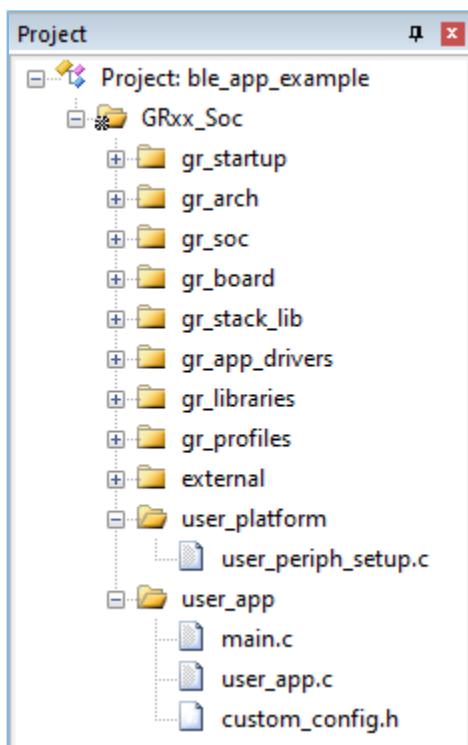 Project
Project: ble_app_example
GRxx_Soc
gr_startup
gr_arch
gr_soc
gr_board
gr_stack_lib
gr_app_drivers
gr_libraries
gr_profiles
external
user_platform
user_periph_setup.c
user_app
main.c
user_app.c
custom_config.h